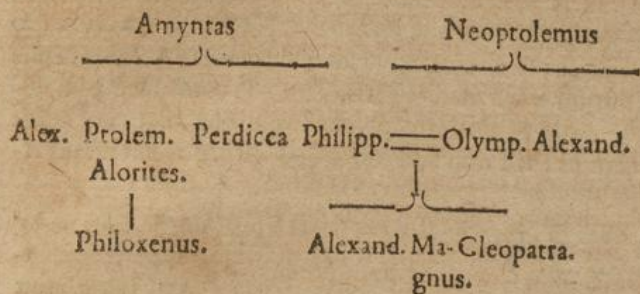 Amyntas Neoptolemus
Alex. Ptolem. Perdicca Philipp. Olymp. Alexand.
Alorites.
Philoxenus. Alexand. Ma- Cleopatra.
gnus.